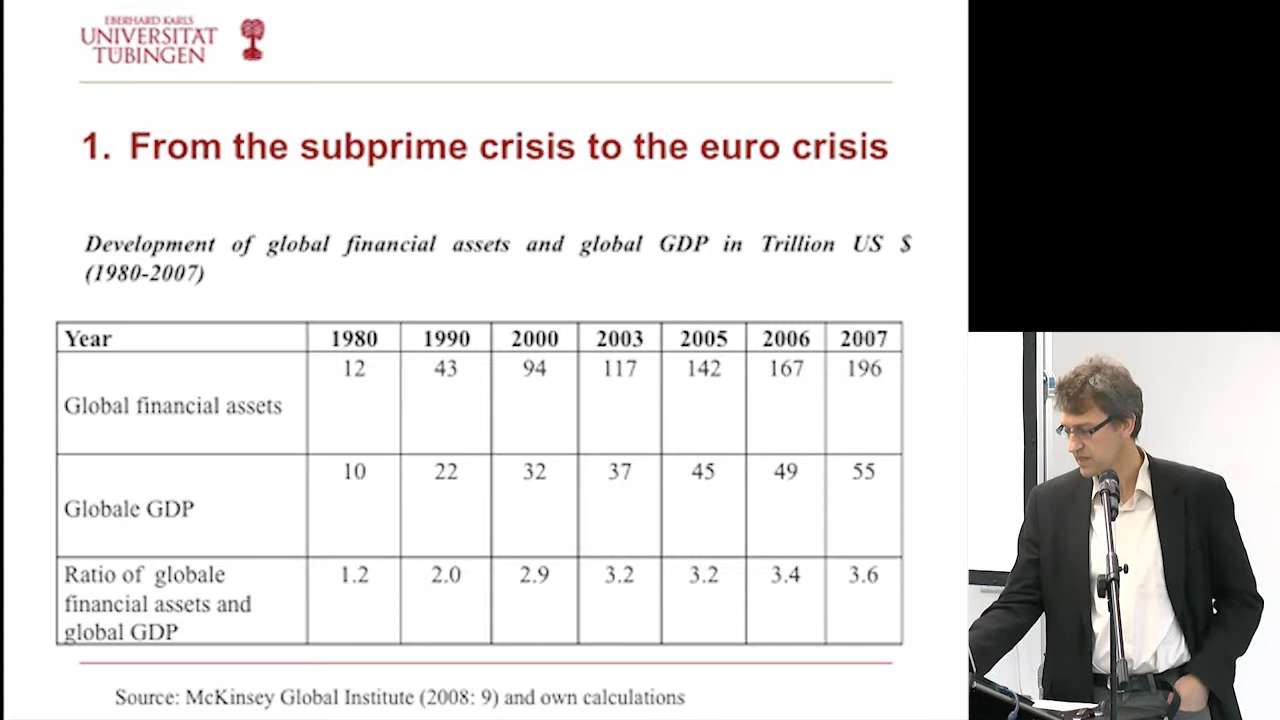 EBERHARD KARLS
UNIVERSITÄT
TÜBINGEN
1. From the subprime crisis to the euro crisis
Development of global financial assets and global GDP in Trillion US $
(1980-2007)
Year 1980 1990 2000 2003 2005 2006 2007
Global financial assets 12 43 94 117 142 167 196
Globale GDP 10 22 32 37 45 49 55
Ratio of globale 1.2 2.0 2.9 3.2 3.2 3.4 3.6
financial assets and
global GDP
Source: McKinsey Global Institute (2008: 9) and own calculations